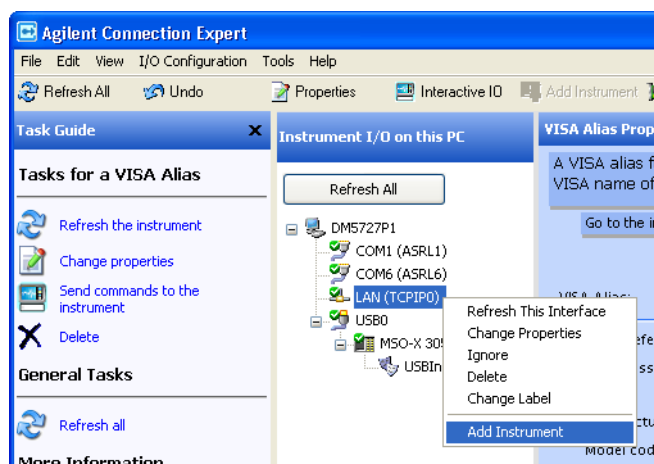 Agilent Connection Expert
File Edit View I/O Configuration Tools Help
Refresh All Undo Properties Interactive IO Add Instrument
Task Guide X
Instrument I/O on this PC
VISA Alias Prop
Tasks for a VISA Alias
Refresh the instrument
Change properties
Send commands to the
instrument
Delete
General Tasks
Refresh all
More Information
Refresh All
DM5727P1
COM1 (ASRL1)
COM6 (ASRL6)
LAN (TCPIP0)
USB0
MSO-X 305
USBIn
Refresh This Interface
Change Properties
Ignore
Delete
Change Label
Add Instrument
A VISA alias f
VISA name of
Go to the i
VISA Alias:
Model cod